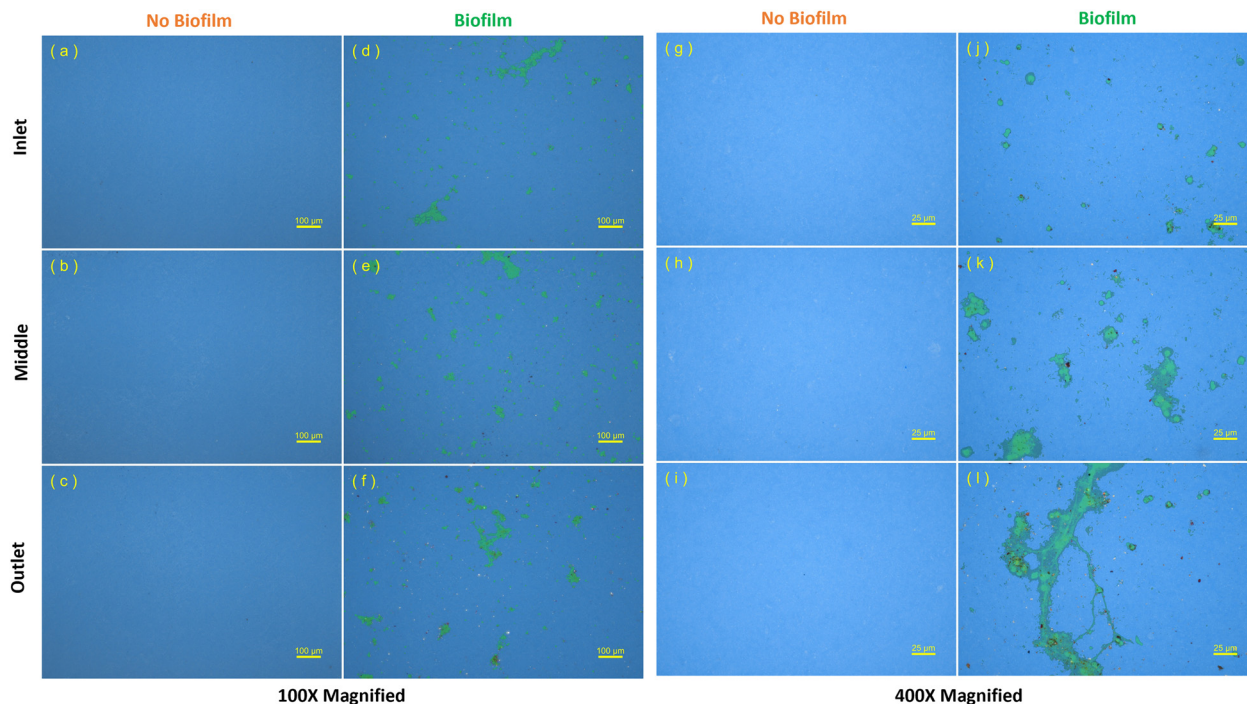 No Biofilm
Biofilm
No Biofilm
Biofilm
Inlet
( a )
100 µm
( d )
100 µm
( g )
25 µm
( j )
25 µm
Middle
( b )
100 µm
( e )
100 µm
( h )
25 µm
( k )
25 µm
Outlet
( c )
100 µm
( f )
100 µm
( i )
25 µm
( l )
25 µm
100X Magnified
400X Magnified